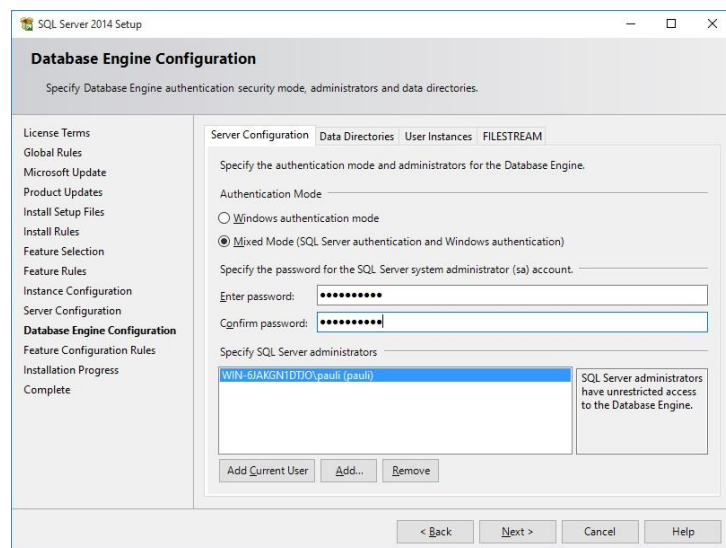 SQL Server 2014 Setup
Database Engine Configuration
Specify Database Engine authentication security mode, administrators and data directories.
License Terms
Global Rules
Microsoft Update
Product Updates
Install Setup Files
Install Rules
Feature Selection
Feature Rules
Instance Configuration
Server Configuration
Database Engine Configuration
Feature Configuration Rules
Installation Progress
Complete
Server Configuration Data Directories User Instances FILESTREAM
Specify the authentication mode and administrators for the Database Engine.
Authentication Mode
Windows authentication mode
Mixed Mode (SQL Server authentication and Windows authentication)
Specify the password for the SQL Server system administrator (sa) account.
Enter password: ●●●●●●●●●●
Confirm password: ●●●●●●●●●●
Specify SQL Server administrators
WIN-6JAKGN1DTJO\pauli (pauli)
SQL Server administrators
have unrestricted access
to the Database Engine.
Add Current User Add... Remove
< Back Next > Cancel Help